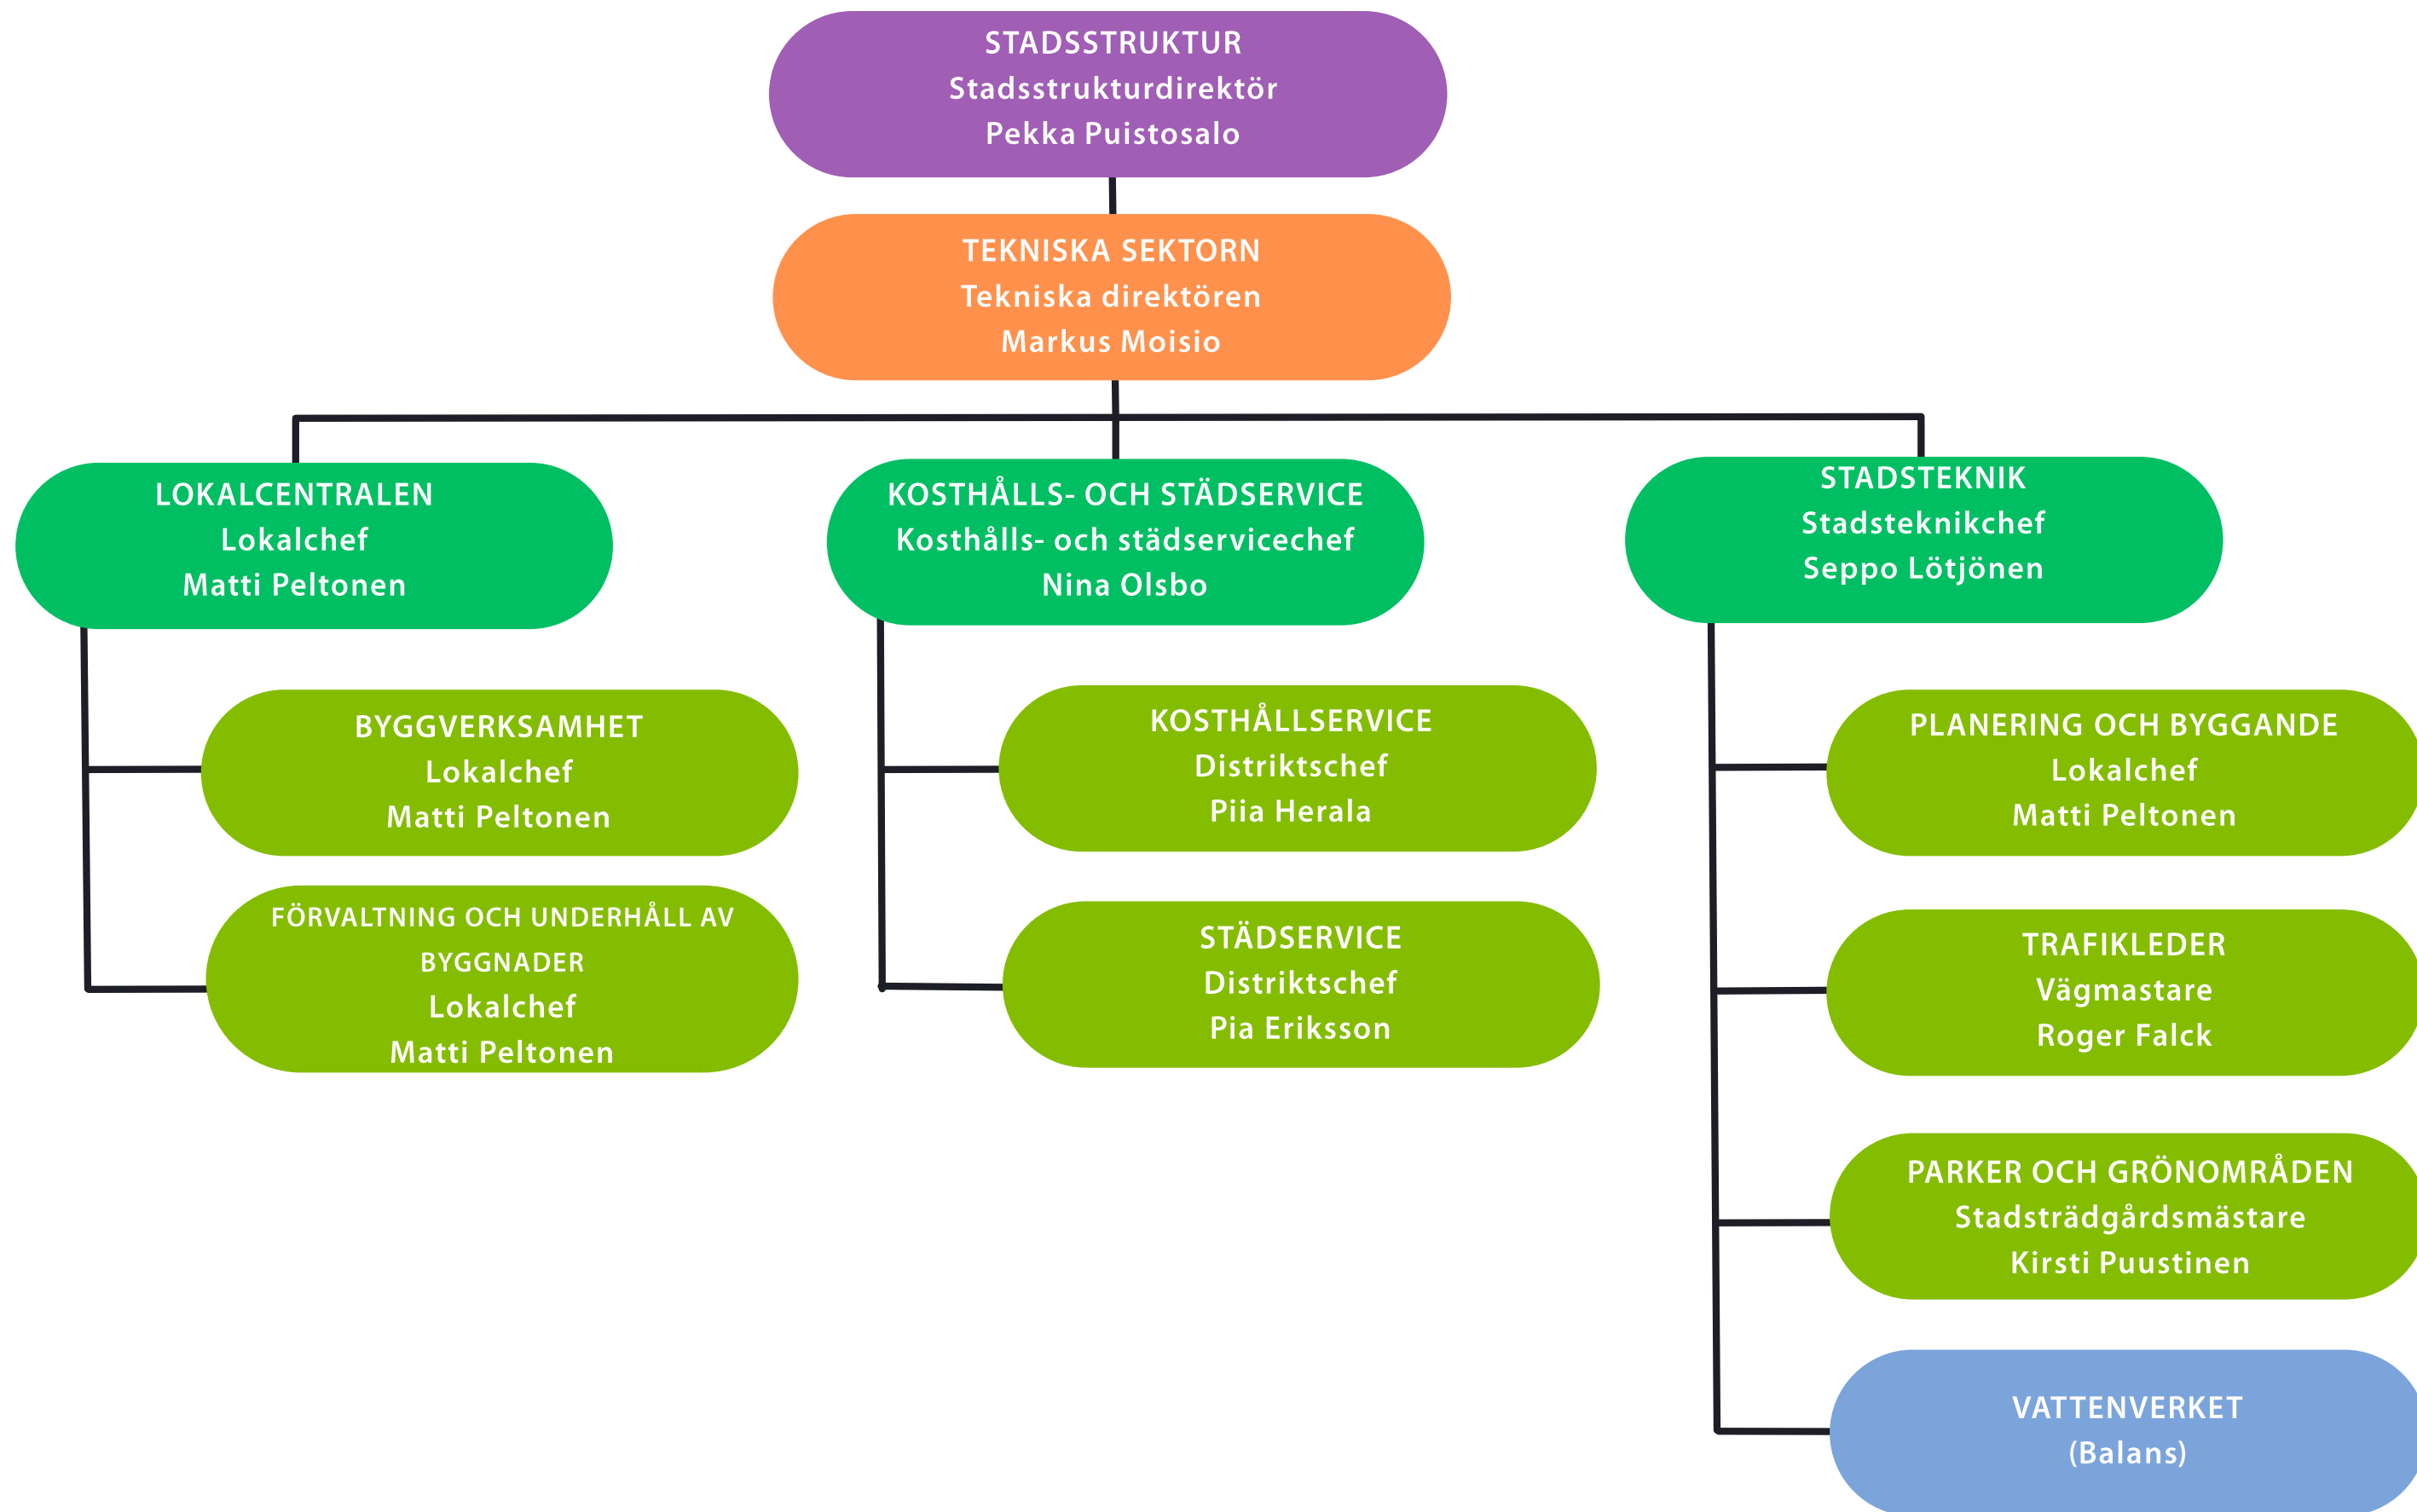 STADSSTRUKTUR
Stadsstrukturdirektör
Pekka Puistosalo
TEKNISKA SEKTORN
Tekniska direktören
Markus Moisio
LOKALCENTRALEN
Lokalchef
Matti Peltonen
BYGGVERKSAMHET
Lokalchef
Matti Peltonen
FÖRVALTNING OCH UNDERHÅLL AV
BYGGNADER
Lokalchef
Matti Peltonen
KOSTHÅLLS- OCH STÄDSERVICE
Kosthålls- och städservicechef
Nina Olsbo
KOSTHÅLLSERVICE
Distriktschef
Piia Herala
STÄDSERVICE
Distriktschef
Pia Eriksson
STADSTEKNIK
Stadsteknikchef
Seppo Lötjönen
PLANERING OCH BYGGANDE
Lokalchef
Matti Peltonen
TRAFIKLEDER
Vägmastare
Roger Falck
PARKER OCH GRÖNOMRÅDEN
Stadsträdgårdsmästare
Kirsti Puustinen
VATTENVERKET
(Balans)